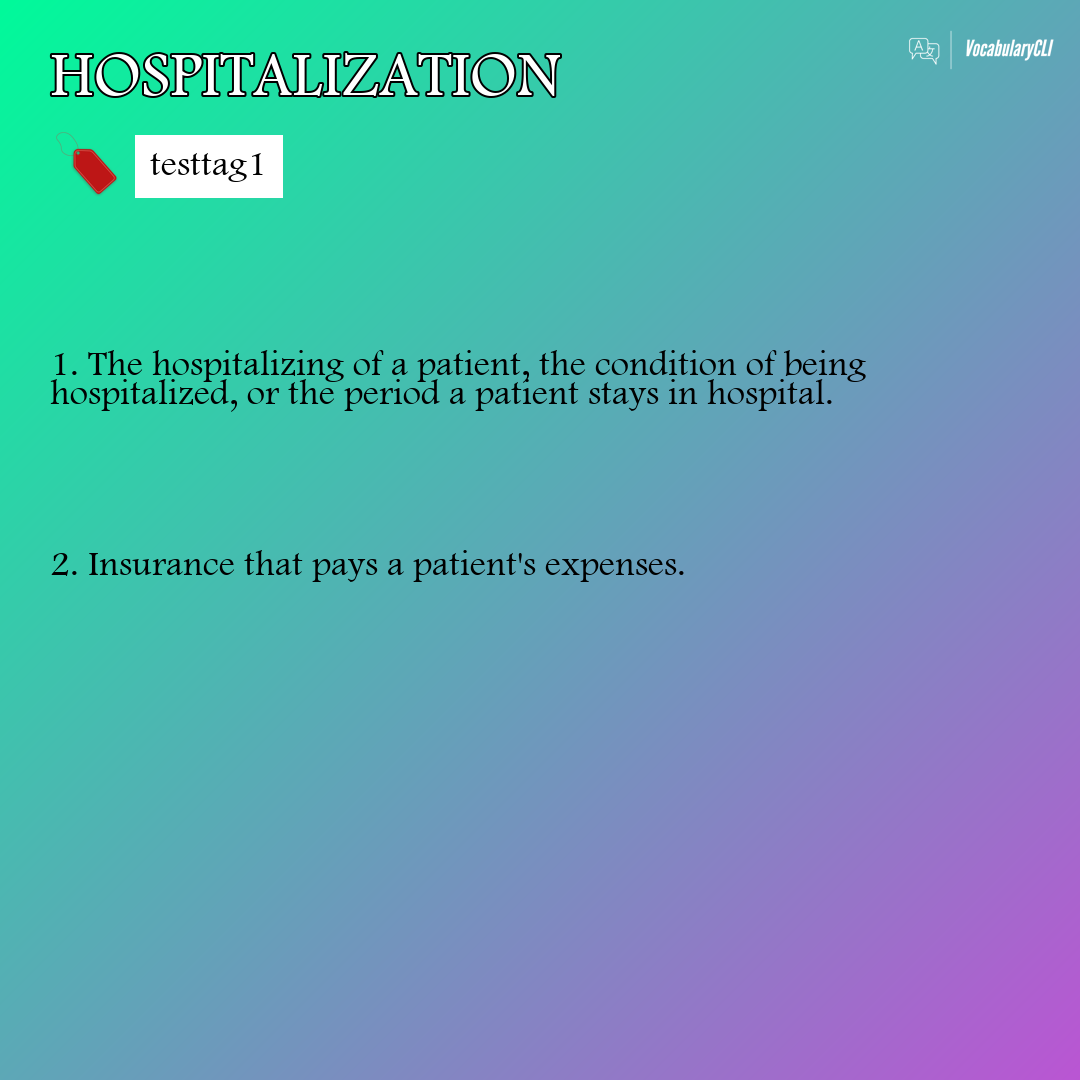 HOSPITALIZATION
VocabularyCLI
testtag1
1. The hospitalizing of a patient, the condition of being
hospitalized, or the period a patient stays in hospital.
2. Insurance that pays a patient's expenses.